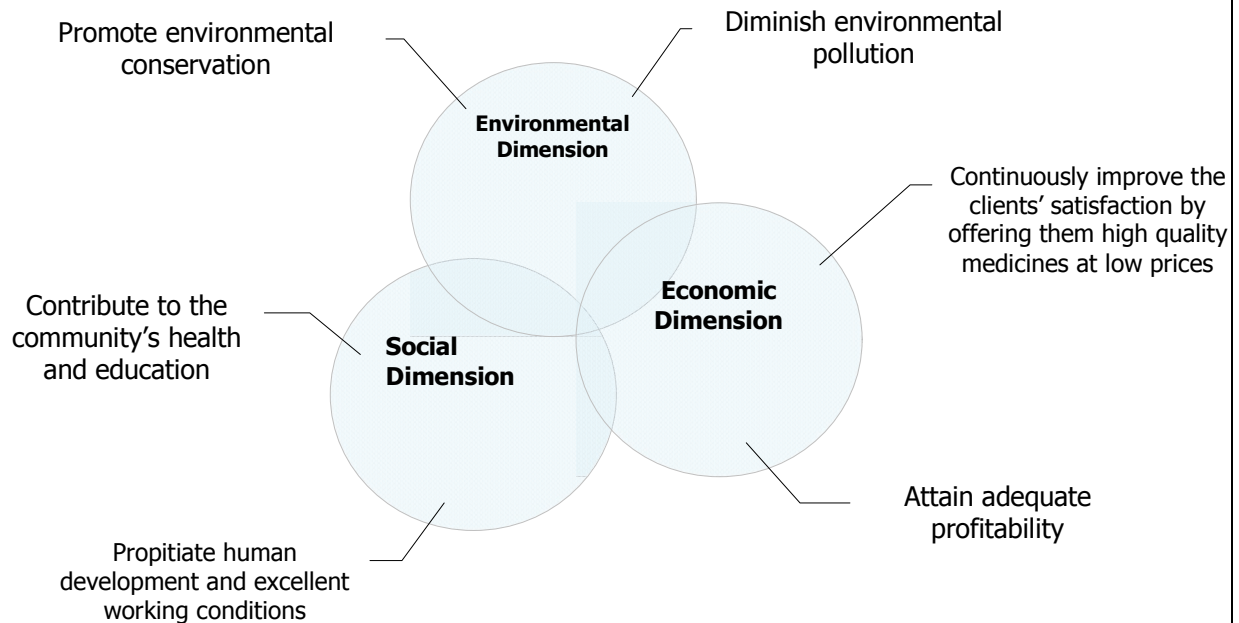 Promote environmental
conservation
Diminish environmental
pollution
Environmental
Dimension
Continuously improve the
clients’ satisfaction by
offering them high quality
medicines at low prices
Economic
Dimension
Contribute to the
community’s health
and education
Social
Dimension
Attain adequate
profitability
Propitiate human
development and excellent
working conditions